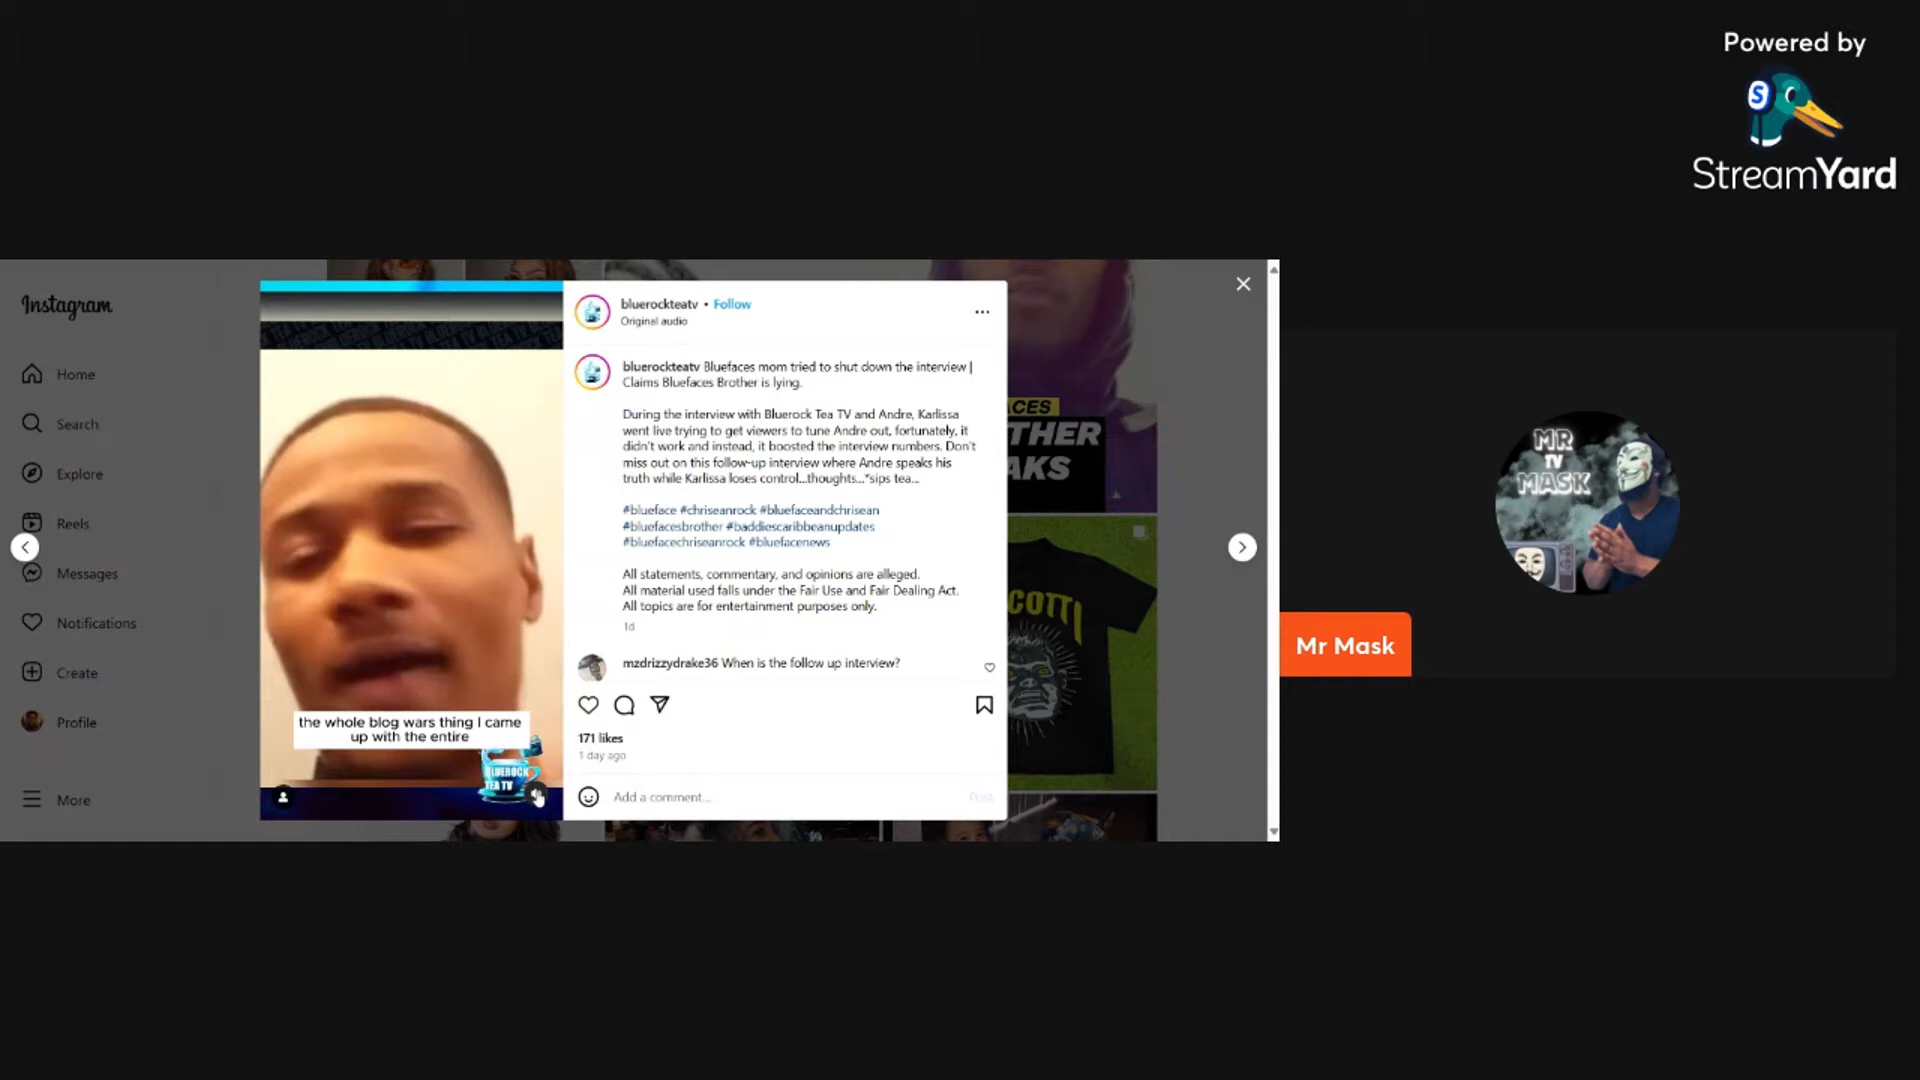 Powered by
StreamYard
Instagram
Home
Search
Explore
Reels
Messages
Notifications
Create
Profile
More
the whole blog wars thing I came
up with the entire
BLUEROCK
TEA TV
bluerockteatv • Follow
Original audio
bluerockteatv Bluefaces mom tried to shut down the interview |
Claims Bluefaces Brother is lying.
During the interview with Bluerock Tea TV and Andre, Karlissa
went live trying to get viewers to tune Andre out, fortunately, it
didn't work and instead, it boosted the interview numbers. Don't
miss out on this follow-up interview where Andre speaks his
truth while Karlissa loses control...thoughts...*sips tea...
#blueface #chriseanrock #bluefaceandchrisean
#bluefacesbrother #baddiescaribbeanupdates
#bluefacechriseanrock #bluefacenews
All statements, commentary, and opinions are alleged.
All material used falls under the Fair Use and Fair Dealing Act.
All topics are for entertainment purposes only.
1d
mzdrizzydrake36 When is the follow up interview?
171 likes
1 day ago
Add a comment...
Post
ACES
THER
AKS
COTTI
MR
TV
MASK
Mr Mask